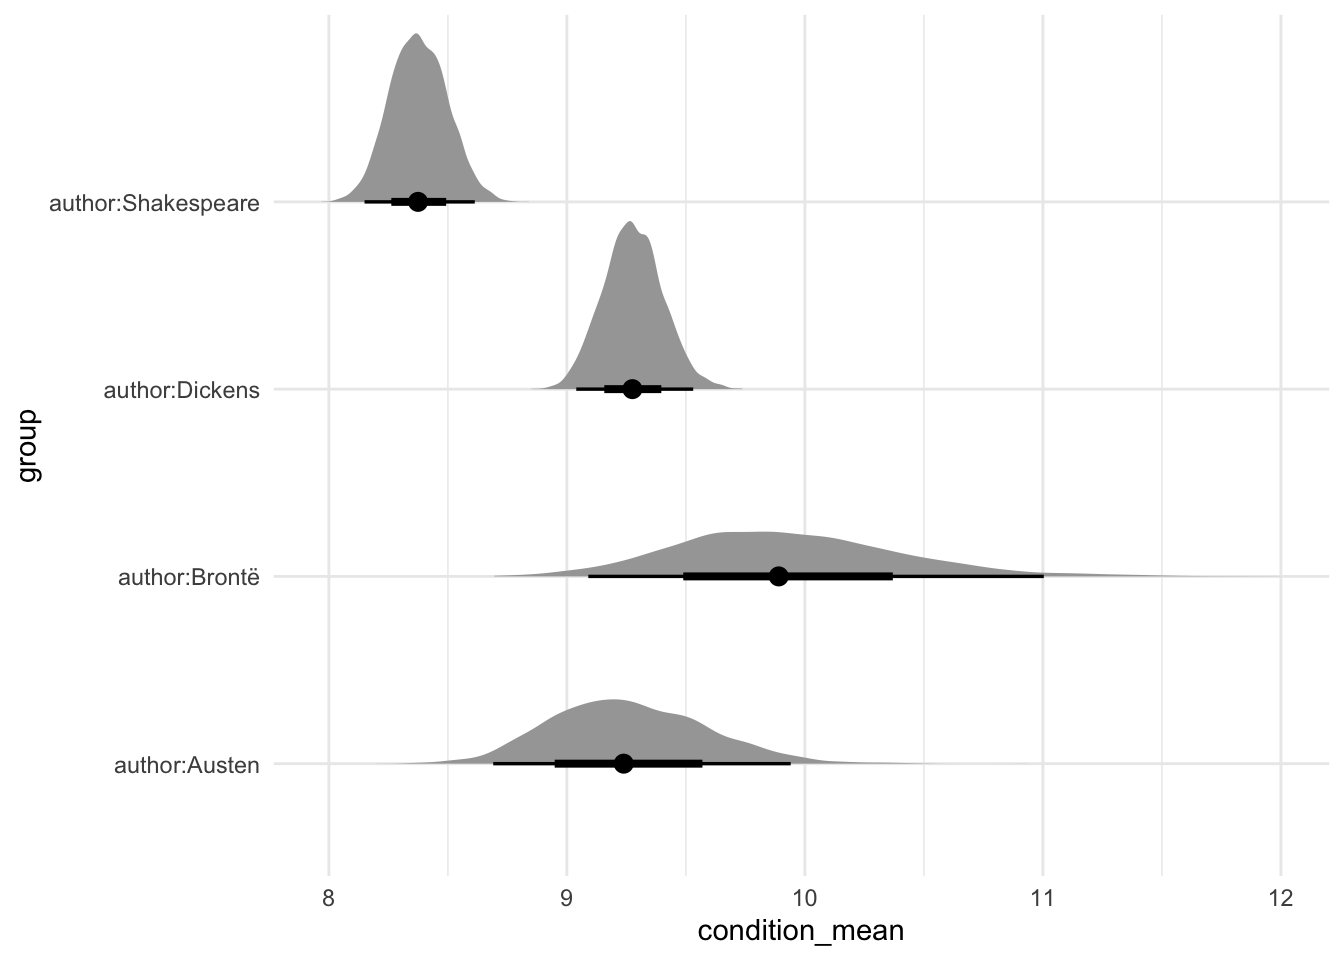 author:Shakespeare
author:Dickens
author:Brontë
author:Austen
group
8 9 10 11 12
condition_mean